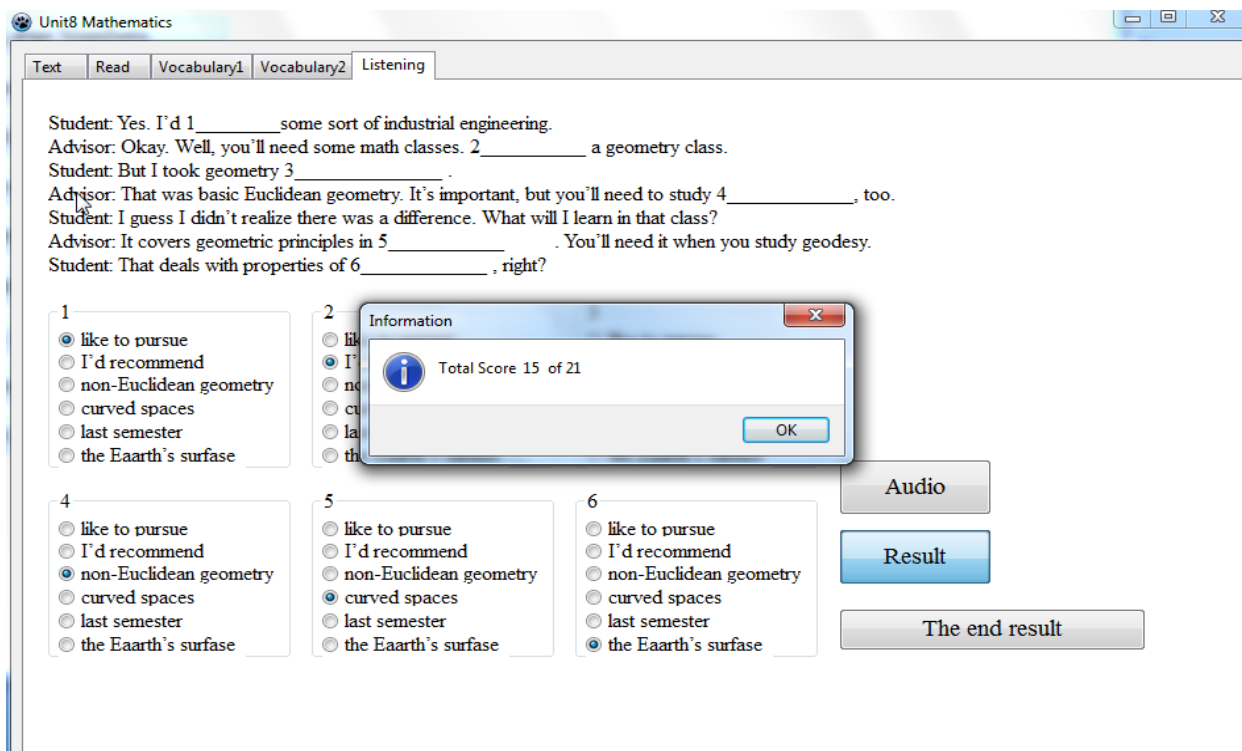 Unit8 Mathematics
Text Read Vocabulary1 Vocabulary2 Listening
Student: Yes. I’d 1_________some sort of industrial engineering.
Advisor: Okay. Well, you’ll need some math classes. 2___________ a geometry class.
Student: But I took geometry 3________________ .
Advisor: That was basic Euclidean geometry. It’s important, but you’ll need to study 4_____________, too.
Student: I guess I didn’t realize there was a difference. What will I learn in that class?
Advisor: It covers geometric principles in 5____________ . You’ll need it when you study geodesy.
Student: That deals with properties of 6_____________ , right?
1
like to pursue
I’d recommend
non-Euclidean geometry
curved spaces
last semester
the Eaarth’s surfase
2
Information
Total Score 15 of 21
OK
4
like to pursue
I’d recommend
non-Euclidean geometry
curved spaces
last semester
the Eaarth’s surfase
5
like to pursue
I’d recommend
non-Euclidean geometry
curved spaces
last semester
the Eaarth’s surfase
6
like to pursue
I’d recommend
non-Euclidean geometry
curved spaces
last semester
the Eaarth’s surfase
Audio
Result
The end result